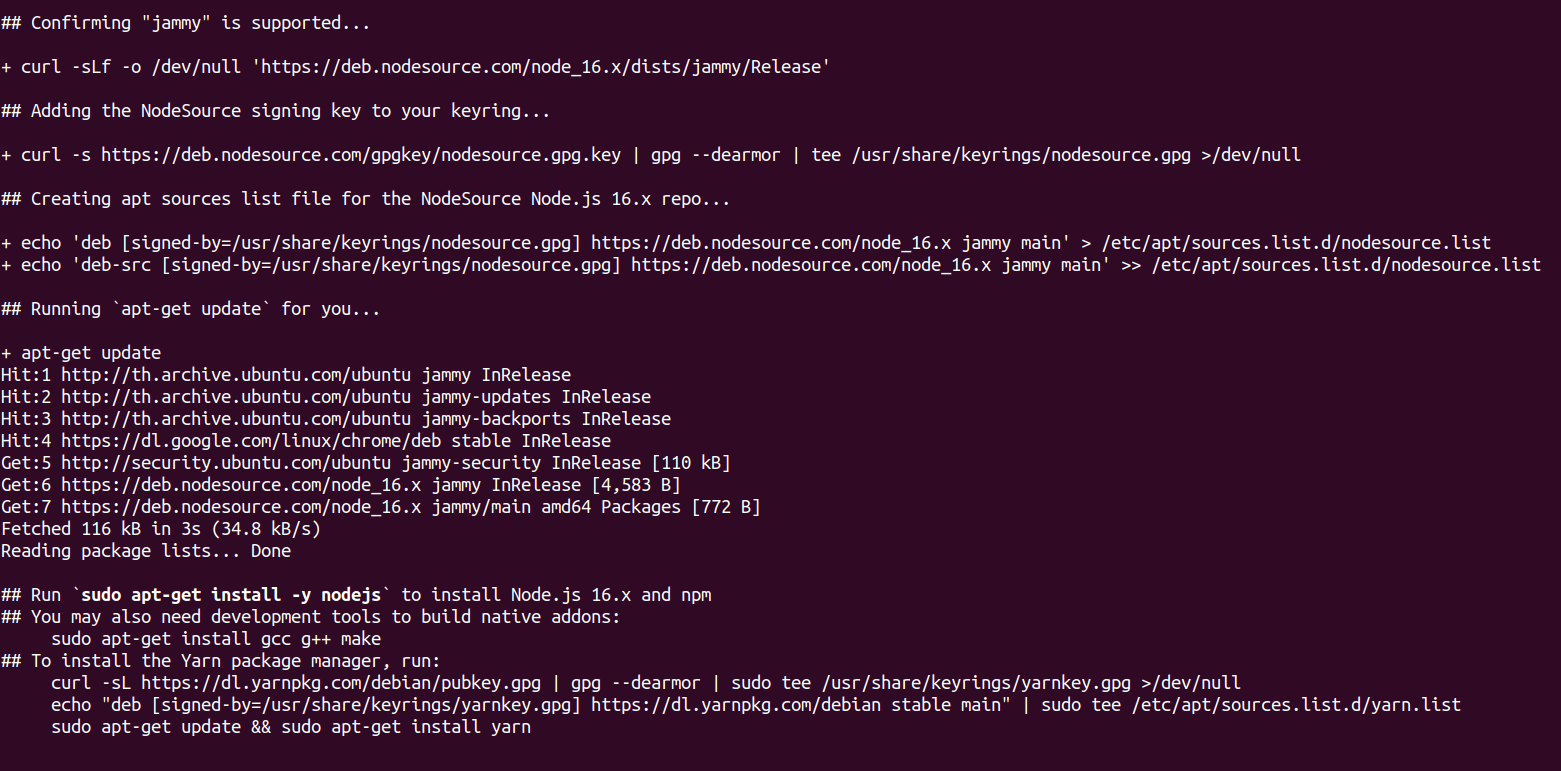 ## Confirming "jammy" is supported...
+ curl -sLf -o /dev/null 'https://deb.nodesource.com/node_16.x/dists/jammy/Release'
## Adding the NodeSource signing key to your keyring...
+ curl -s https://deb.nodesource.com/gpgkey/nodesource.gpg.key | gpg --dearmor | tee /usr/share/keyrings/nodesource.gpg >/dev/null
## Creating apt sources list file for the NodeSource Node.js 16.x repo...
+ echo 'deb [signed-by=/usr/share/keyrings/nodesource.gpg] https://deb.nodesource.com/node_16.x jammy main' > /etc/apt/sources.list.d/nodesource.list
+ echo 'deb-src [signed-by=/usr/share/keyrings/nodesource.gpg] https://deb.nodesource.com/node_16.x jammy main' >> /etc/apt/sources.list.d/nodesource.list
## Running `apt-get update` for you...
+ apt-get update
Hit:1 http://th.archive.ubuntu.com/ubuntu jammy InRelease
Hit:2 http://th.archive.ubuntu.com/ubuntu jammy-updates InRelease
Hit:3 http://th.archive.ubuntu.com/ubuntu jammy-backports InRelease
Hit:4 https://dl.google.com/linux/chrome/deb stable InRelease
Get:5 http://security.ubuntu.com/ubuntu jammy-security InRelease [110 kB]
Get:6 https://deb.nodesource.com/node_16.x jammy InRelease [4,583 B]
Get:7 https://deb.nodesource.com/node_16.x jammy/main amd64 Packages [772 B]
Fetched 116 kB in 3s (34.8 kB/s)
Reading package lists... Done
## Run `sudo apt-get install -y nodejs` to install Node.js 16.x and npm
## You may also need development tools to build native addons:
     sudo apt-get install gcc g++ make
## To install the Yarn package manager, run:
     curl -sL https://dl.yarnpkg.com/debian/pubkey.gpg | gpg --dearmor | sudo tee /usr/share/keyrings/yarnkey.gpg >/dev/null
     echo "deb [signed-by=/usr/share/keyrings/yarnkey.gpg] https://dl.yarnpkg.com/debian stable main" | sudo tee /etc/apt/sources.list.d/yarn.list
     sudo apt-get update && sudo apt-get install yarn